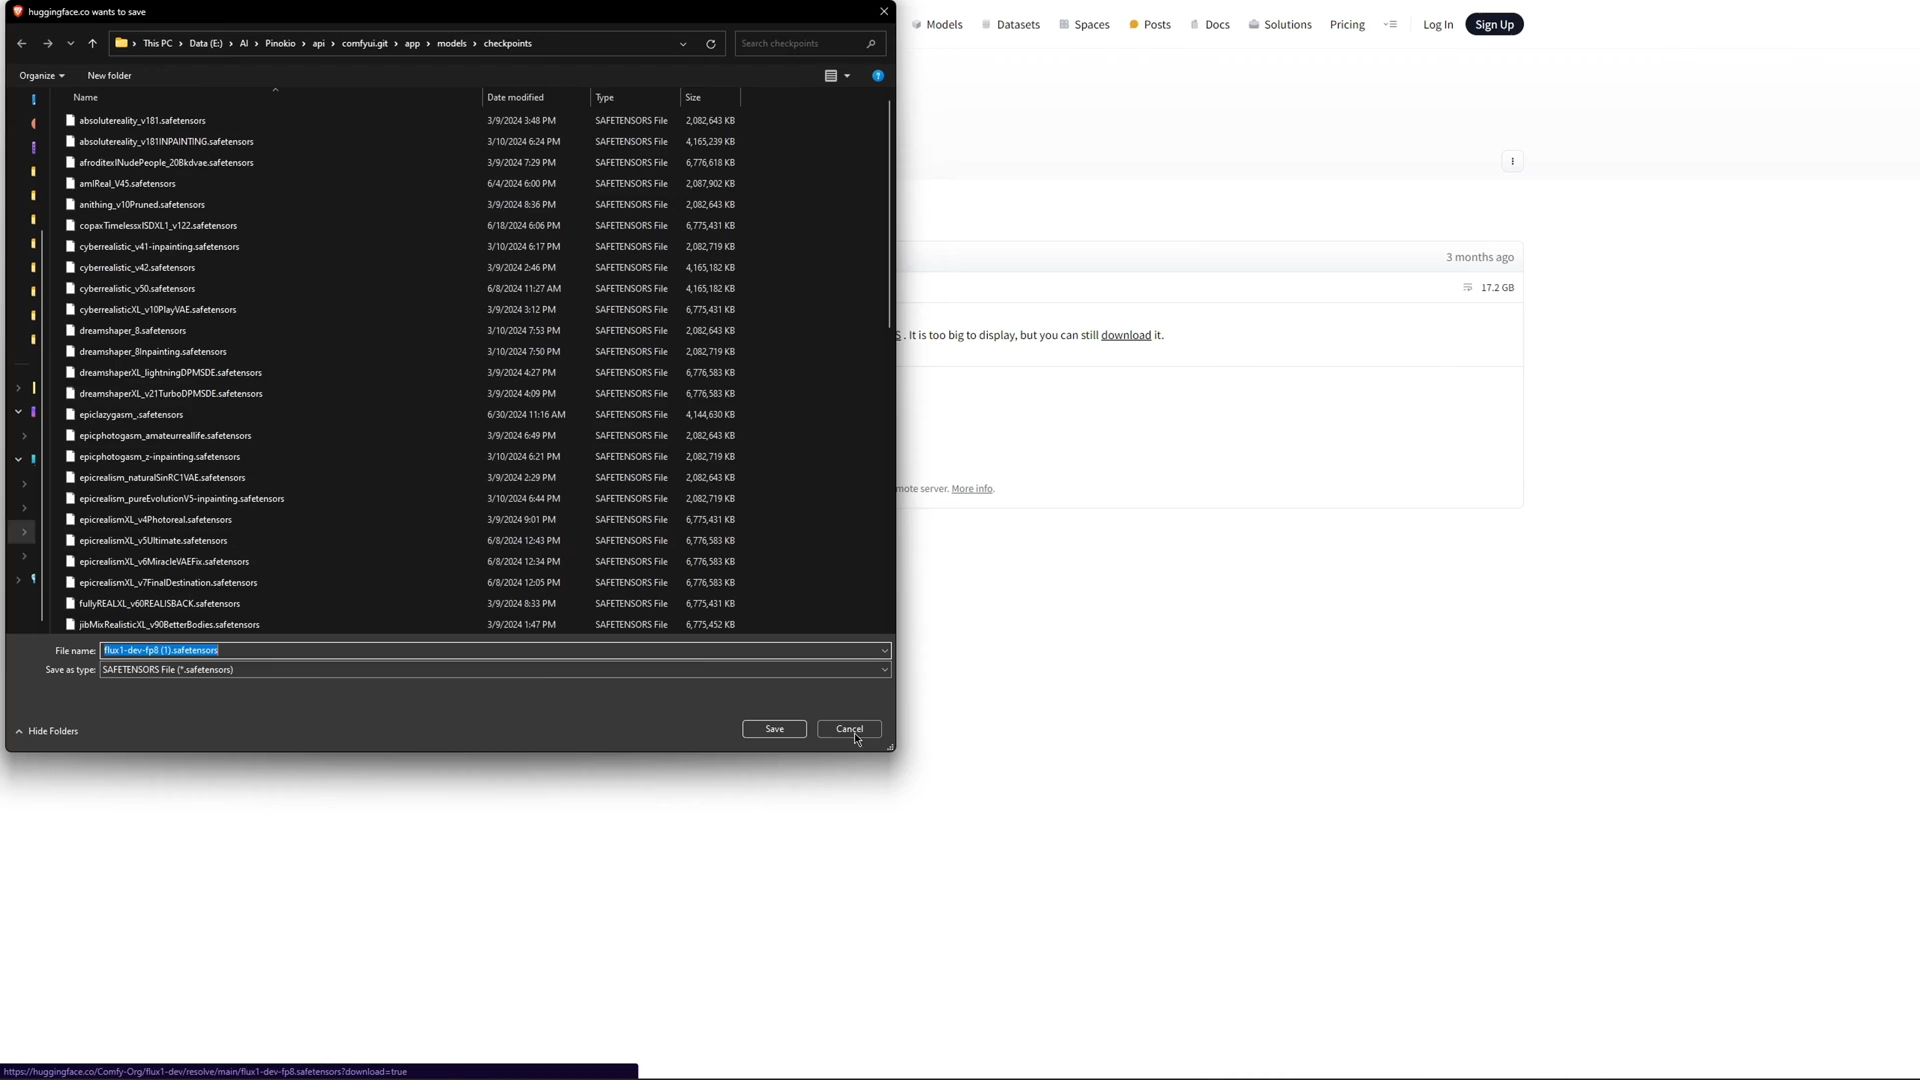 huggingface.co wants to save
Models Datasets Spaces Posts Docs Solutions Pricing Log In Sign Up
This PC › Data (E:) › AI › Pinokio › api › comfyui.git › app › models › checkpoints
Search checkpoints
Organize New folder
Name Date modified Type Size
absolutereality_v181.safetensors 3/9/2024 3:48 PM SAFETENSORS File 2,082,643 KB
absolutereality_v181INPAINTING.safetensors 3/10/2024 6:24 PM SAFETENSORS File 4,165,239 KB
afroditexlNudePeople_20Bkdvae.safetensors 3/9/2024 7:29 PM SAFETENSORS File 6,776,618 KB
amIReal_V45.safetensors 6/4/2024 6:00 PM SAFETENSORS File 2,087,902 KB
anithing_v10Pruned.safetensors 3/9/2024 8:36 PM SAFETENSORS File 2,082,643 KB
copaxTimelessxlSDXL1_v122.safetensors 6/18/2024 6:06 PM SAFETENSORS File 6,775,431 KB
cyberrealistic_v41-inpainting.safetensors 3/10/2024 6:17 PM SAFETENSORS File 2,082,719 KB
cyberrealistic_v42.safetensors 3/9/2024 2:46 PM SAFETENSORS File 4,165,182 KB
cyberrealistic_v50.safetensors 6/8/2024 11:27 AM SAFETENSORS File 4,165,182 KB
cyberrealisticXL_v10PlayVAE.safetensors 3/9/2024 3:12 PM SAFETENSORS File 6,775,431 KB
dreamshaper_8.safetensors 3/10/2024 7:53 PM SAFETENSORS File 2,082,643 KB
dreamshaper_8Inpainting.safetensors 3/10/2024 7:50 PM SAFETENSORS File 2,082,719 KB
dreamshaperXL_lightningDPMSDE.safetensors 3/9/2024 4:27 PM SAFETENSORS File 6,776,583 KB
dreamshaperXL_v21TurboDPMSDE.safetensors 3/9/2024 4:09 PM SAFETENSORS File 6,776,583 KB
epiclazygasm_.safetensors 6/30/2024 11:16 AM SAFETENSORS File 4,144,630 KB
epicphotogasm_amateurreallife.safetensors 3/9/2024 6:49 PM SAFETENSORS File 2,082,643 KB
epicphotogasm_z-inpainting.safetensors 3/10/2024 6:21 PM SAFETENSORS File 2,082,719 KB
epicrealism_naturalSinRC1VAE.safetensors 3/9/2024 2:29 PM SAFETENSORS File 2,082,643 KB
epicrealism_pureEvolutionV5-inpainting.safetensors 3/10/2024 6:44 PM SAFETENSORS File 2,082,719 KB
epicrealismXL_v4Photoreal.safetensors 3/9/2024 9:01 PM SAFETENSORS File 6,775,431 KB
epicrealismXL_v5Ultimate.safetensors 6/8/2024 12:43 PM SAFETENSORS File 6,776,583 KB
epicrealismXL_v6MiracleVAEFix.safetensors 6/8/2024 12:34 PM SAFETENSORS File 6,776,583 KB
epicrealismXL_v7FinalDestination.safetensors 6/8/2024 12:05 PM SAFETENSORS File 6,776,583 KB
fullyREALXL_v60REALISBACK.safetensors 3/9/2024 8:33 PM SAFETENSORS File 6,775,431 KB
jibMixRealisticXL_v90BetterBodies.safetensors 3/9/2024 1:47 PM SAFETENSORS File 6,775,452 KB
File name: flux1-dev-fp8 (1).safetensors
Save as type: SAFETENSORS File (*.safetensors)
Hide Folders
Save Cancel
3 months ago
17.2 GB
S . It is too big to display, but you can still download it.
mote server. More info.
https://huggingface.co/Comfy-Org/flux1-dev/resolve/main/flux1-dev-fp8.safetensors?download=true